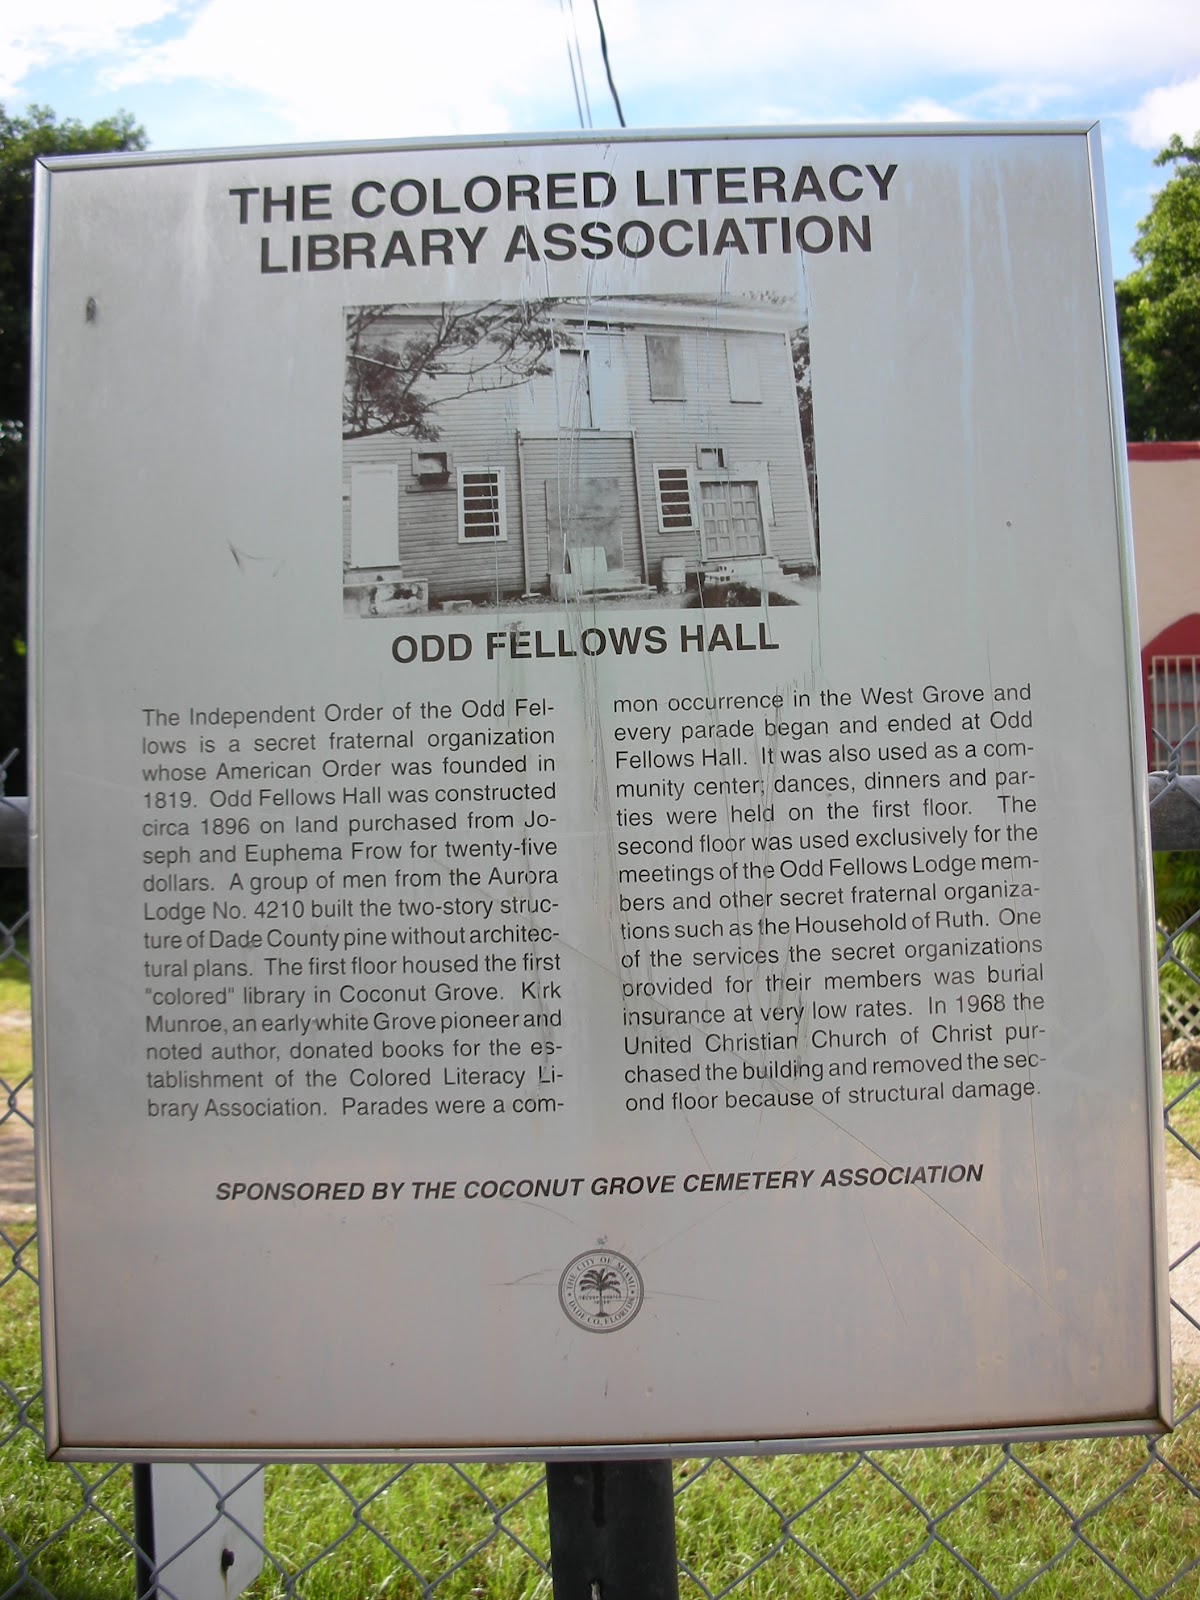 THE COLORED LITERACY
LIBRARY ASSOCIATION
ODD FELLOWS HALL
The Independent Order of the Odd Fel-
lows is a secret fraternal organization
whose American Order was founded in
1819. Odd Fellows Hall was constructed
circa 1896 on land purchased from Jo-
seph and Euphema Frow for twenty-five
dollars. A group of men from the Aurora
Lodge No. 4210 built the two-story struc-
ture of Dade County pine without architec-
tural plans. The first floor housed the first
"colored" library in Coconut Grove. Kirk
Munroe, an early white Grove pioneer and
noted author, donated books for the es-
tablishment of the Colored Literacy Li-
brary Association. Parades were a com-
mon occurrence in the West Grove and
every parade began and ended at Odd
Fellows Hall. It was also used as a com-
munity center; dances, dinners and par-
ties were held on the first floor. The
second floor was used exclusively for the
meetings of the Odd Fellows Lodge mem-
bers and other secret fraternal organiza-
tions such as the Household of Ruth. One
of the services the secret organizations
provided for their members was burial
insurance at very low rates. In 1968 the
United Christian Church of Christ pur-
chased the building and removed the sec-
ond floor because of structural damage.
SPONSORED BY THE COCONUT GROVE CEMETERY ASSOCIATION
THE CITY OF MIAMI
DADE CO, FLORIDA